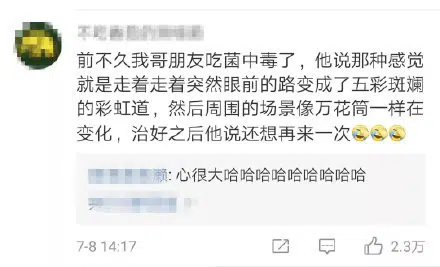 前不久我哥朋友吃菌中毒了，他说那种感觉
就是走着走着突然眼前的路变成了五彩斑斓
的彩虹道，然后周围的场景像万花筒一样在
变化，治好之后他说还想再来一次
: 心很大哈哈哈哈哈哈哈哈哈
7-8 14:17
2.3万